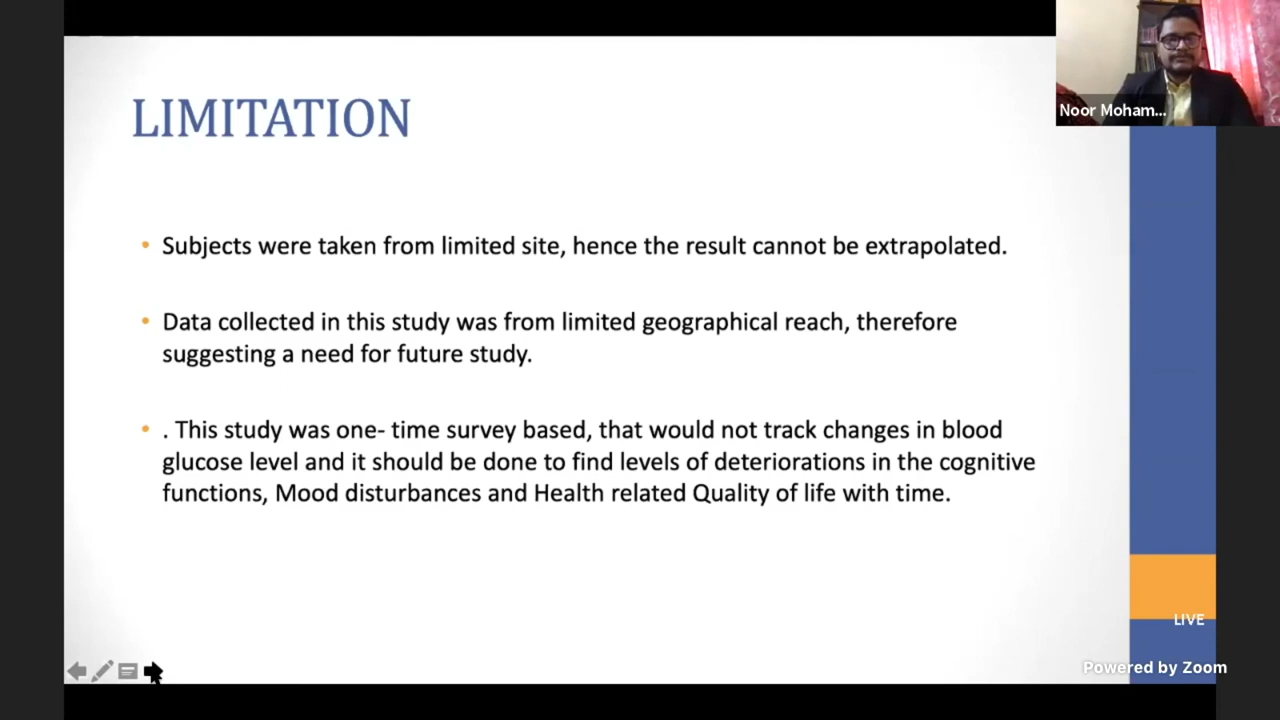 LIMITATION
Noor Moham...
• Subjects were taken from limited site, hence the result cannot be extrapolated.
• Data collected in this study was from limited geographical reach, therefore
suggesting a need for future study.
• . This study was one- time survey based, that would not track changes in blood
glucose level and it should be done to find levels of deteriorations in the cognitive
functions, Mood disturbances and Health related Quality of life with time.
LIVE
Powered by Zoom